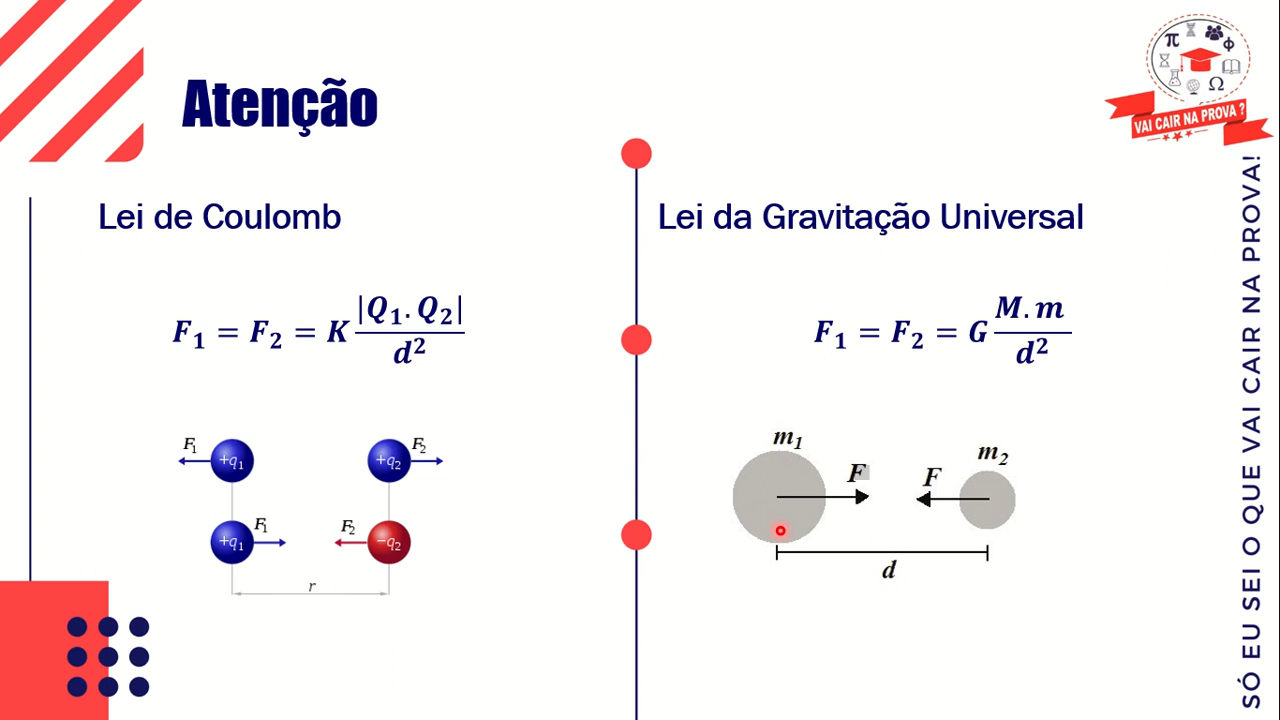 Atenção
π
Φ
Ω
VAI CAIR NA PROVA ?
SÓ EU SEI O QUE VAI CAIR NA PROVA!
Lei de Coulomb
F₁ = F₂ = K |Q₁. Q₂| / d²
F₁ +q₁ +q₂ F₂
+q₁ F₁ F₂ −q₂
r
Lei da Gravitação Universal
F₁ = F₂ = G M. m / d²
m₁ m₂
F F
d